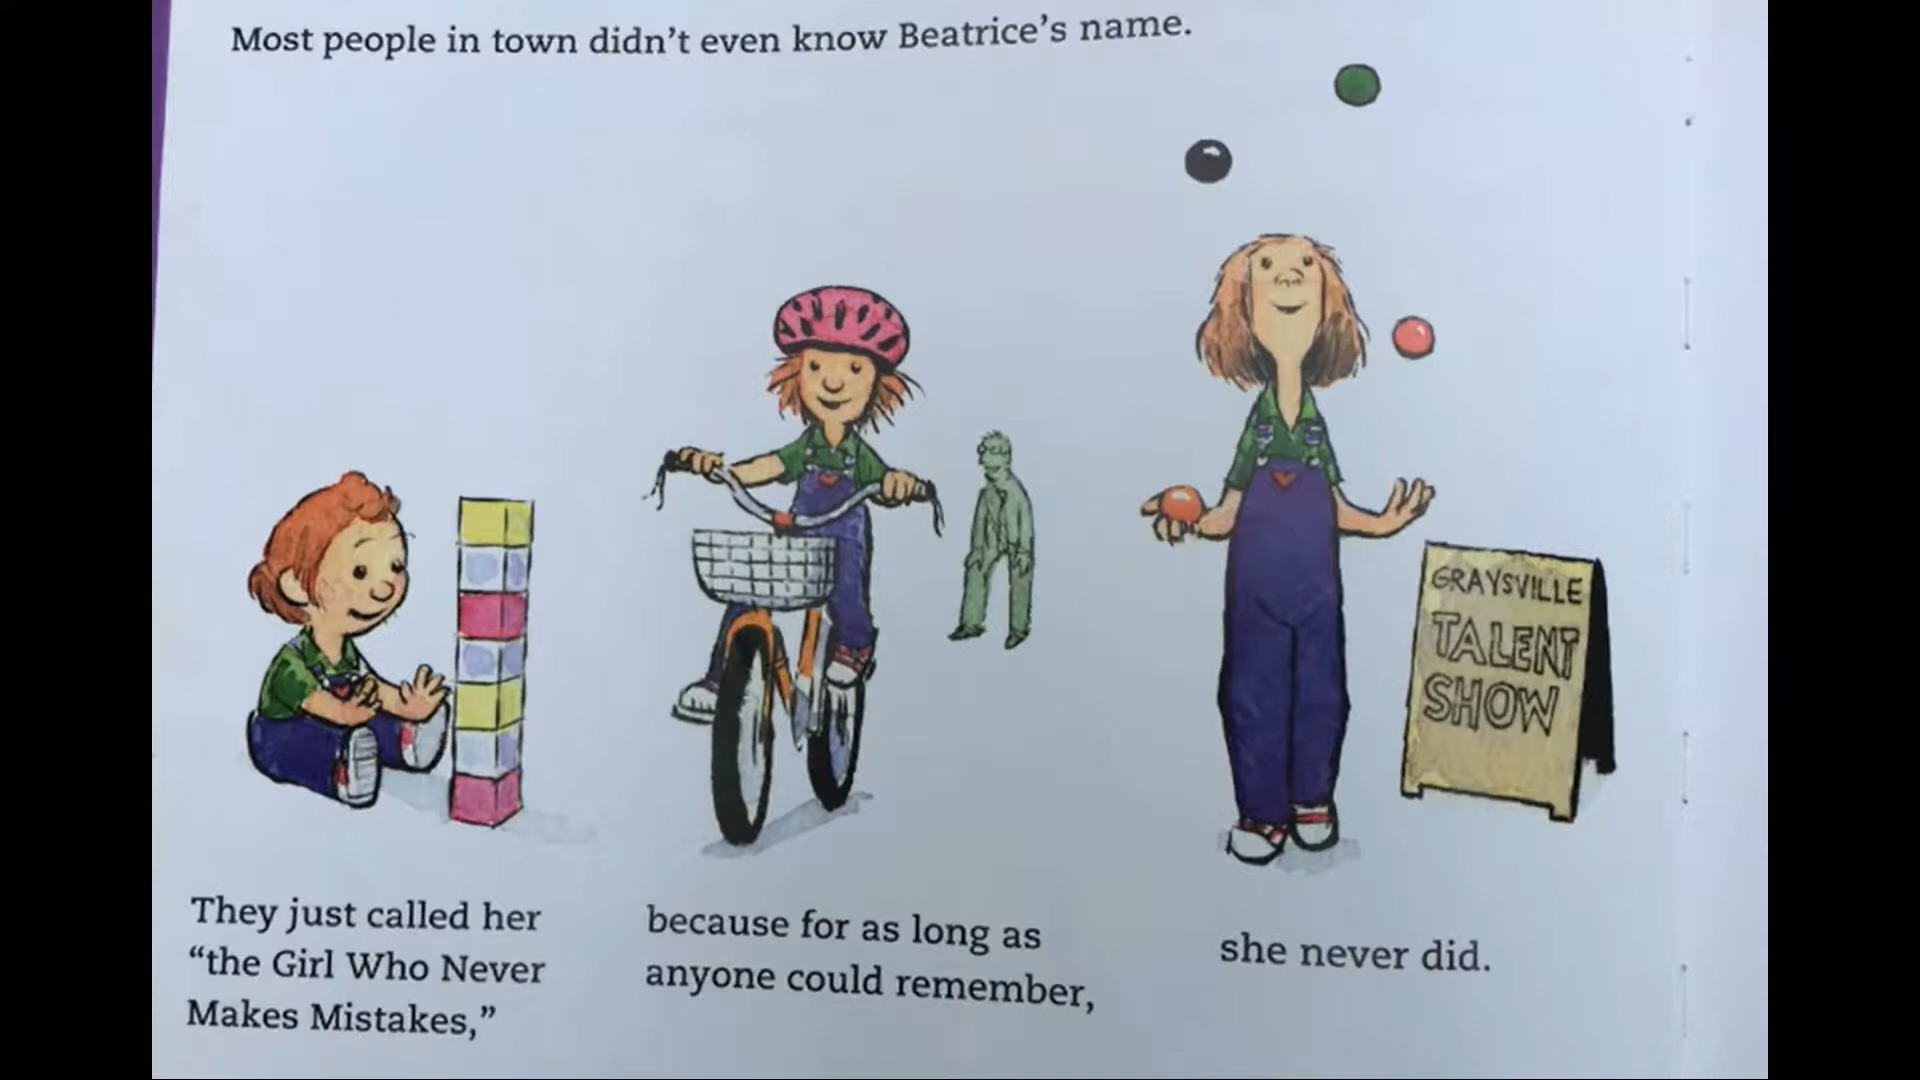 Most people in town didn't even know Beatrice's name.
GRAYSVILLE
TALENT
SHOW
They just called her
“the Girl Who Never
Makes Mistakes,”
because for as long as
anyone could remember,
she never did.